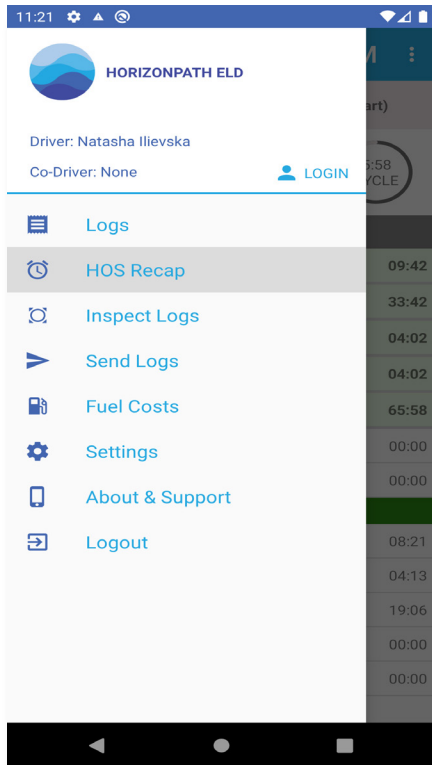 11:21
HORIZONPATH ELD
M
Driver: Natasha Ilievska
Co-Driver: None
LOGIN
art)
5:58
YCLE
Logs
HOS Recap
09:42
Inspect Logs
33:42
Send Logs
04:02
04:02
Fuel Costs
65:58
Settings
00:00
About & Support
00:00
Logout
08:21
04:13
19:06
00:00
00:00